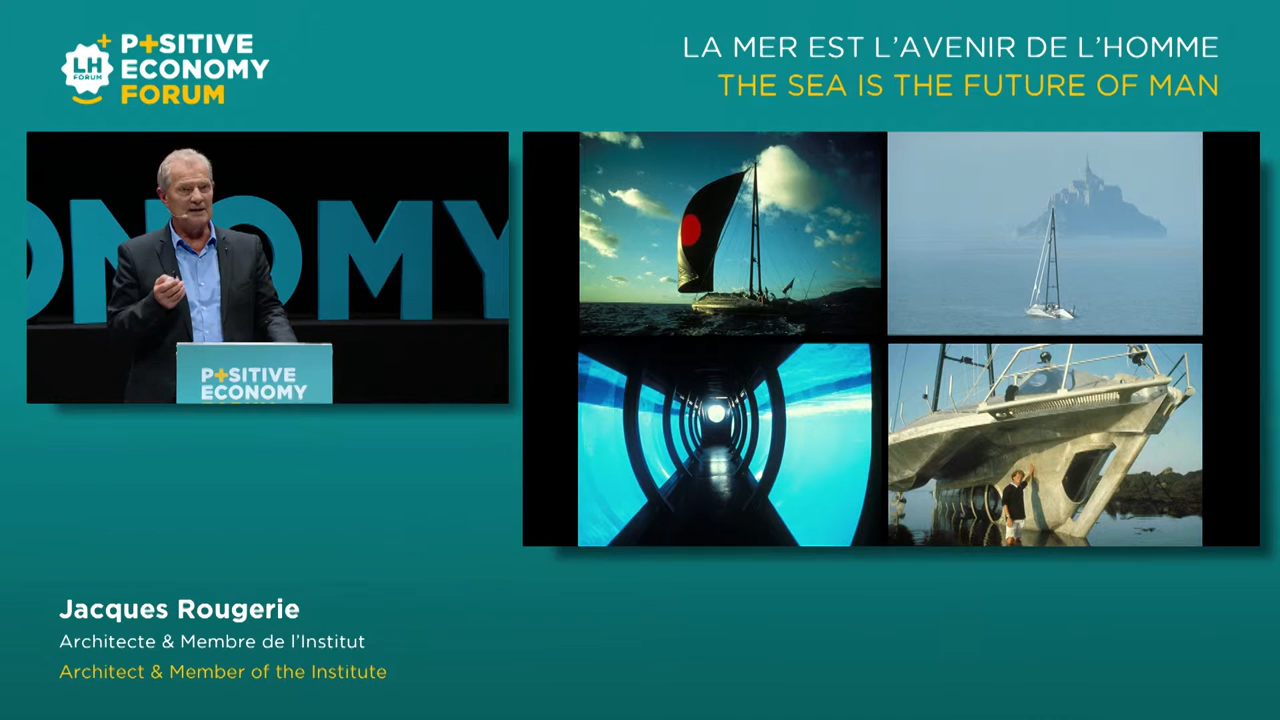 P+SITIVE
ECONOMY
FORUM
LH
FORUM
LA MER EST L'AVENIR DE L'HOMME
THE SEA IS THE FUTURE OF MAN
ONOMY
P+SITIVE
ECONOMY
FORUM
Jacques Rougerie
Architecte & Membre de l'Institut
Architect & Member of the Institute